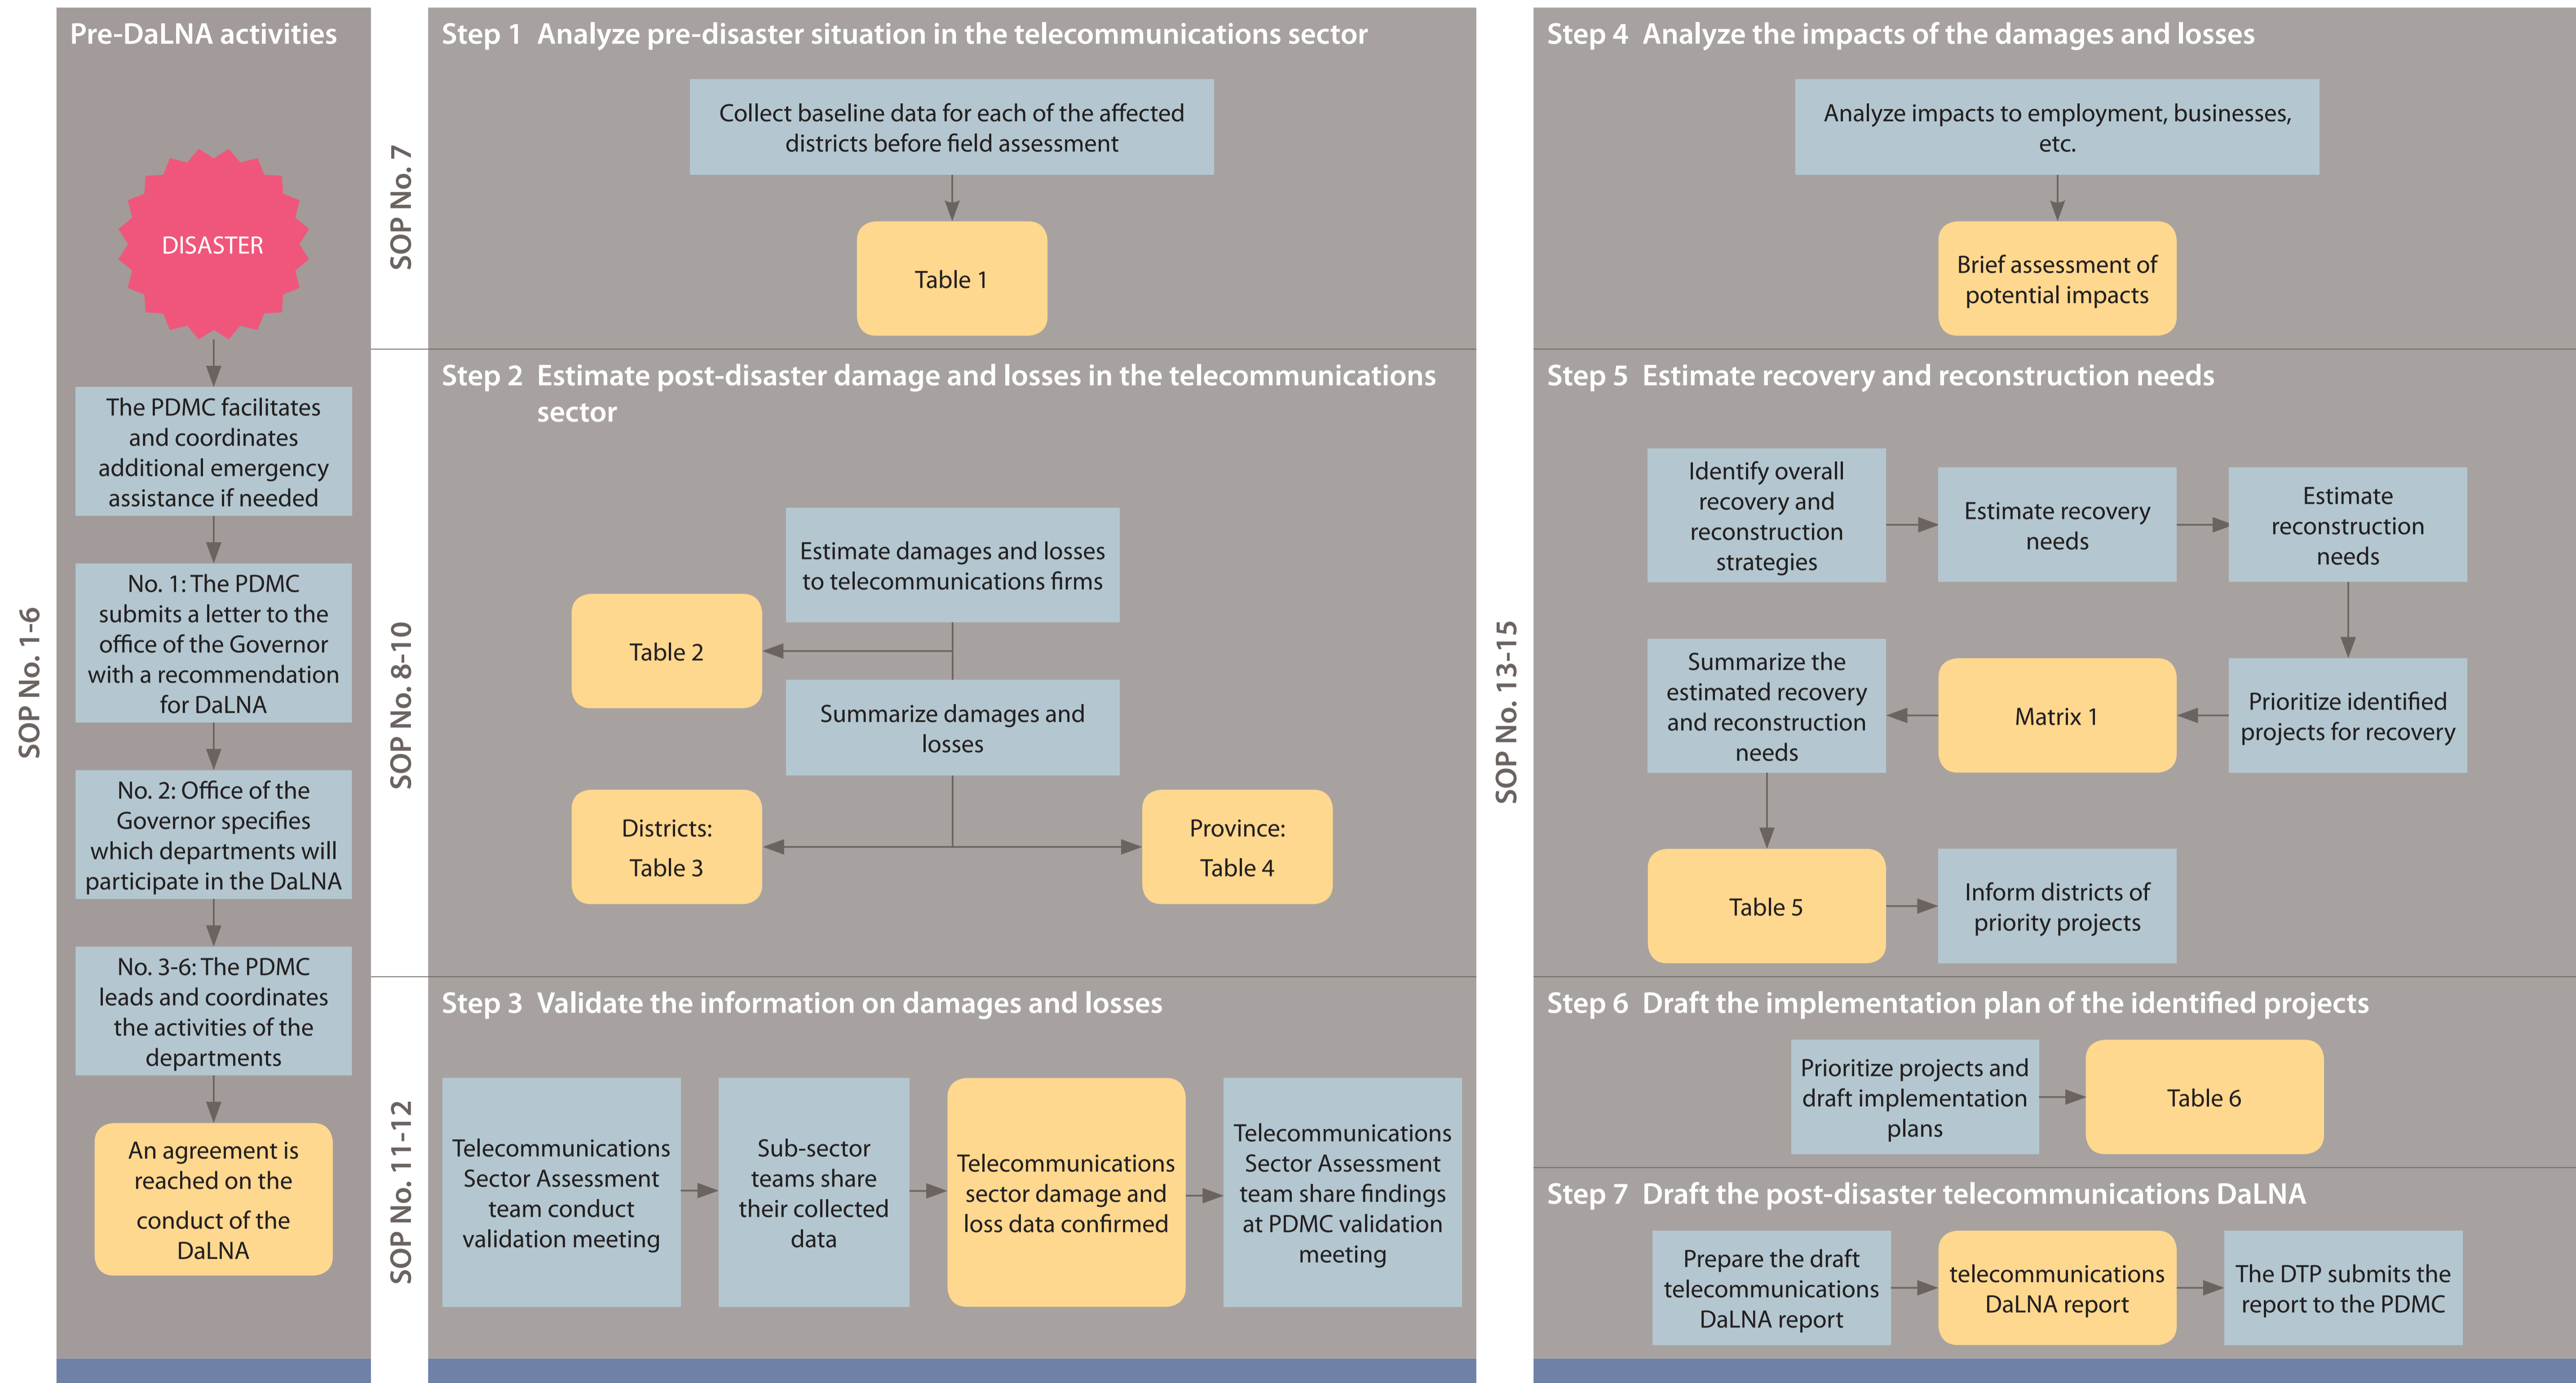 SOP No. 1-6
Pre-DaLNA activities
DISASTER
The PDMC facilitates
and coordinates
additional emergency
assistance if needed
No. 1: The PDMC
submits a letter to the
office of the Governor
with a recommendation
for DaLNA
No. 2: Office of the
Governor specifies
which departments will
participate in the DaLNA
No. 3-6: The PDMC
leads and coordinates
the activities of the
departments
An agreement is
reached on the
conduct of the
DaLNA
SOP No. 7
Step 1 Analyze pre-disaster situation in the telecommunications sector
Collect baseline data for each of the affected
districts before field assessment
Table 1
SOP No. 8-10
Step 2 Estimate post-disaster damage and losses in the telecommunications
sector
Estimate damages and losses
to telecommunications firms
Table 2
Summarize damages and
losses
Districts:
Table 3
Province:
Table 4
SOP No. 11-12
Step 3 Validate the information on damages and losses
Telecommunications
Sector Assessment
team conduct
validation meeting
Sub-sector
teams share
their collected
data
Telecommunications
sector damage and
loss data confirmed
Telecommunications
Sector Assessment
team share findings
at PDMC validation
meeting
SOP No. 13-15
Step 4 Analyze the impacts of the damages and losses
Analyze impacts to employment, businesses,
etc.
Brief assessment of
potential impacts
Step 5 Estimate recovery and reconstruction needs
Identify overall
recovery and
reconstruction
strategies
Estimate recovery
needs
Estimate
reconstruction
needs
Prioritize identified
projects for recovery
Matrix 1
Summarize the
estimated recovery
and reconstruction
needs
Table 5
Inform districts of
priority projects
Step 6 Draft the implementation plan of the identified projects
Prioritize projects and
draft implementation
plans
Table 6
Step 7 Draft the post-disaster telecommunications DaLNA
Prepare the draft
telecommunications
DaLNA report
telecommunications
DaLNA report
The DTP submits the
report to the PDMC